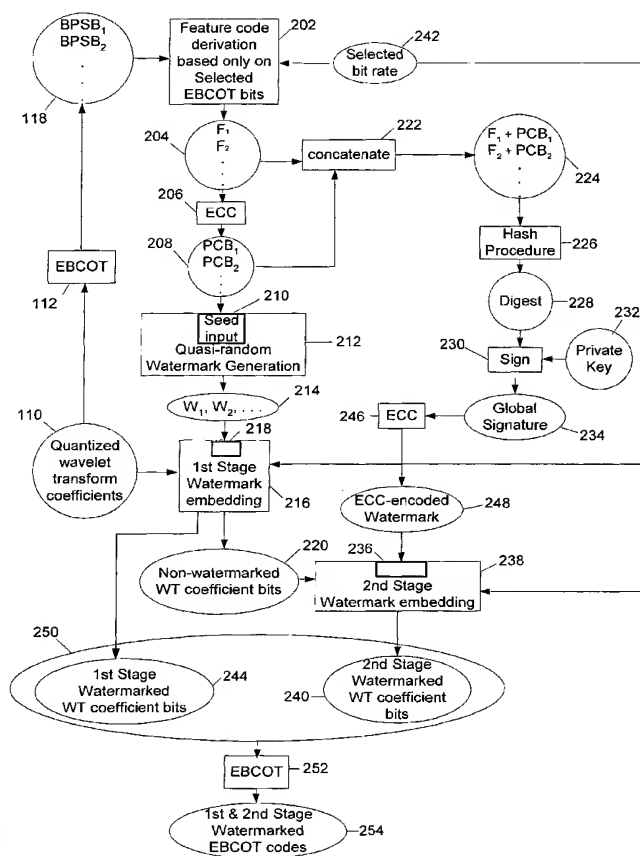 BPSB1
BPSB2
.
.
.
118
Feature code
derivation
based only on
Selected
EBCOT bits
202
Selected
bit rate
242
F1
F2
.
.
.
204
222
concatenate
F1 + PCB1
F2 + PCB2
.
.
.
224
206
ECC
208
PCB1
PCB2
.
.
.
Hash
Procedure
226
EBCOT
112
210
Seed
input
Quasi-random
Watermark Generation
212
Digest
228
232
Private
Key
230
Sign
W1, W2, . . .
214
246
ECC
Global
Signature
234
110
Quantized
wavelet
transform
coefficients
218
1st Stage
Watermark
embedding
216
ECC-encoded
Watermark
248
220
Non-watermarked
WT coefficient bits
236
2nd Stage
Watermark embedding
238
250
1st Stage
Watermarked
WT coefficient bits
244
240
2nd Stage
Watermarked
WT coefficient
bits
EBCOT
252
1st & 2nd Stage
Watermarked
EBCOT codes
254